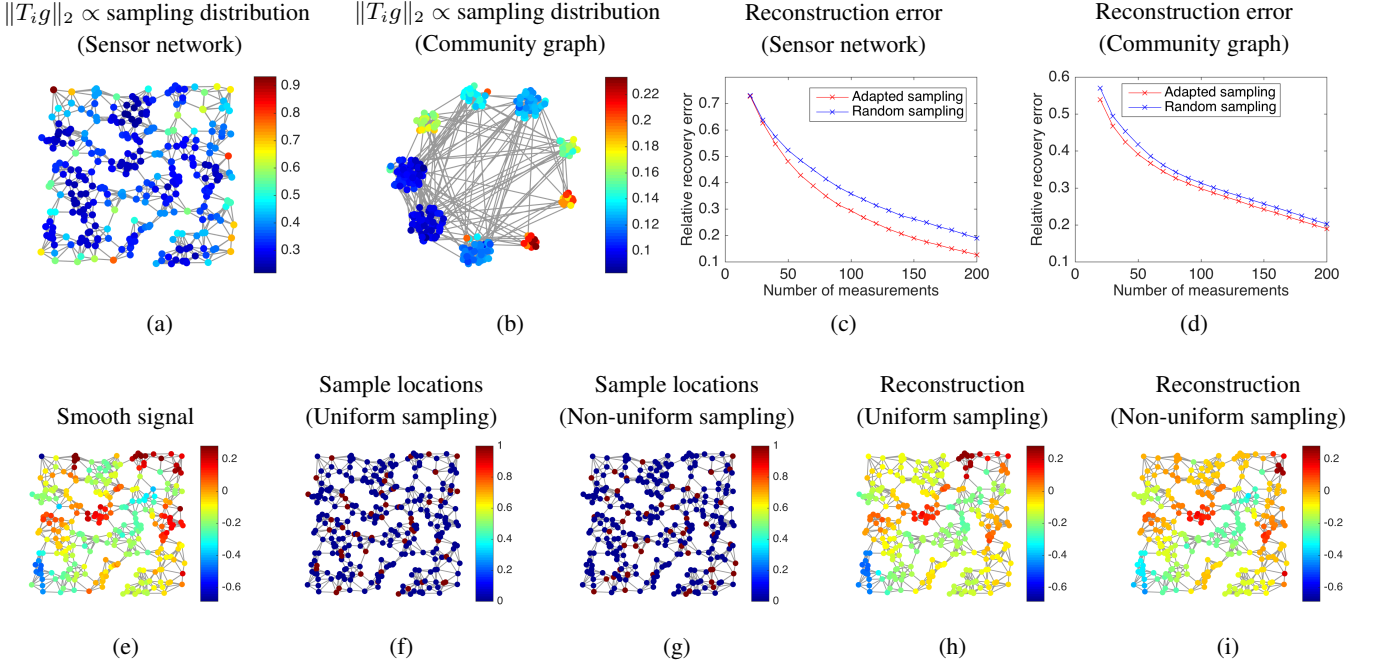 ‖T_i g‖_2 ∝ sampling distribution
(Sensor network)
‖T_i g‖_2 ∝ sampling distribution
(Community graph)
Reconstruction error
(Sensor network)
Reconstruction error
(Community graph)
0.9
0.8
0.7
0.6
0.5
0.4
0.3
(a)
0.22
0.2
0.18
0.16
0.14
0.12
0.1
(b)
Relative recovery error
0.7
0.6
0.5
0.4
0.3
0.2
0.1
Adapted sampling
Random sampling
0 50 100 150 200
Number of measurements
(c)
Relative recovery error
0.6
0.5
0.4
0.3
0.2
0.1
Adapted sampling
Random sampling
0 50 100 150 200
Number of measurements
(d)
Smooth signal
0.2
0
-0.2
-0.4
-0.6
(e)
Sample locations
(Uniform sampling)
1
0.8
0.6
0.4
0.2
0
(f)
Sample locations
(Non-uniform sampling)
1
0.8
0.6
0.4
0.2
0
(g)
Reconstruction
(Uniform sampling)
0.2
0
-0.2
-0.4
-0.6
(h)
Reconstruction
(Non-uniform sampling)
0.2
0
-0.2
-0.4
-0.6
(i)